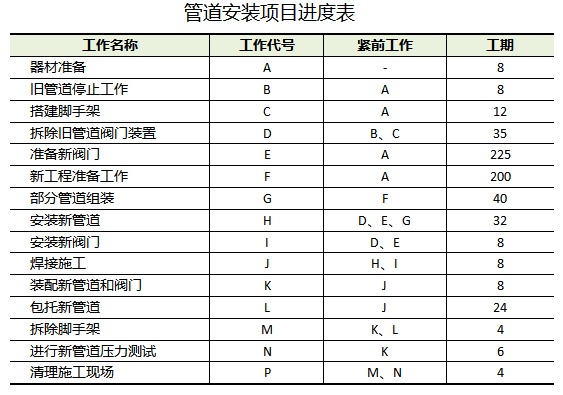 管道安装项目进度表
工作名称 工作代号 紧前工作 工期
器材准备 A - 8
旧管道停止工作 B A 8
搭建脚手架 C A 12
拆除旧管道阀门装置 D B、C 35
准备新阀门 E A 225
新工程准备工作 F A 200
部分管道组装 G F 40
安装新管道 H D、E、G 32
安装新阀门 I D、E 8
焊接施工 J H、I 8
装配新管道和阀门 K J 8
包托新管道 L J 24
拆除脚手架 M K、L 4
进行新管道压力测试 N K 6
清理施工现场 P M、N 4